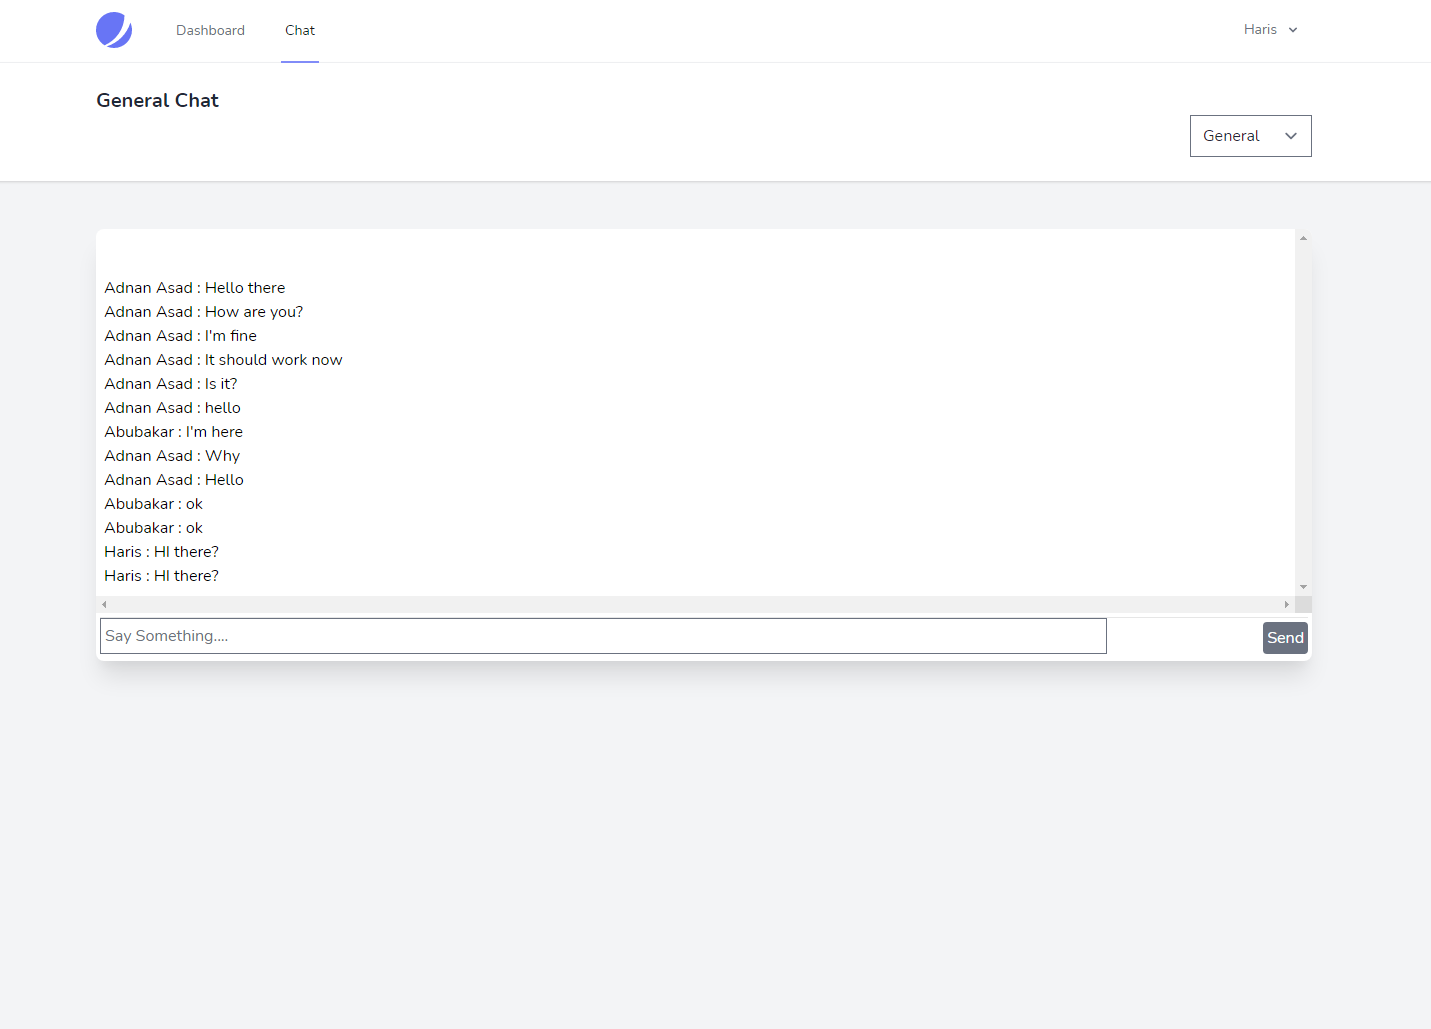 Dashboard
Chat
Haris
General Chat
General
Adnan Asad : Hello there
Adnan Asad : How are you?
Adnan Asad : I'm fine
Adnan Asad : It should work now
Adnan Asad : Is it?
Adnan Asad : hello
Abubakar : I'm here
Adnan Asad : Why
Adnan Asad : Hello
Abubakar : ok
Abubakar : ok
Haris : HI there?
Haris : HI there?
Say Something....
Send